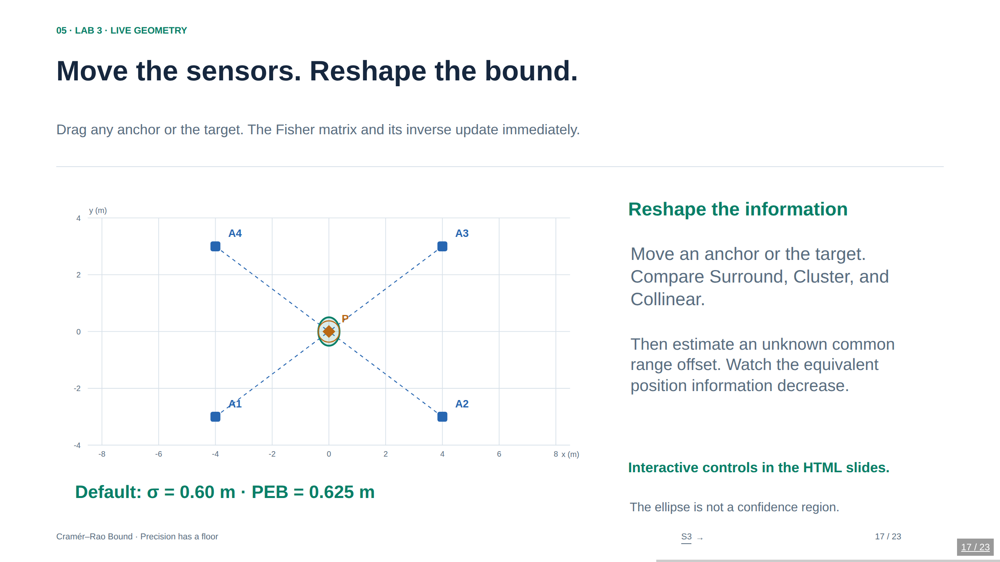 05 · LAB 3 · LIVE GEOMETRY
Move the sensors. Reshape the bound.
Drag any anchor or the target. The Fisher matrix and its inverse update immediately.
y (m)
4
A4
A3
2
P
0
-2
A1
A2
-4
-8
-6
-4
-2
0
2
4
6
8
x (m)
Default: σ = 0.60 m · PEB = 0.625 m
Reshape the information
Move an anchor or the target.
Compare Surround, Cluster, and
Collinear.
Then estimate an unknown common
range offset. Watch the equivalent
position information decrease.
Interactive controls in the HTML slides.
The ellipse is not a confidence region.
Cramér–Rao Bound · Precision has a floor
S3 →
17 / 23
17 / 23